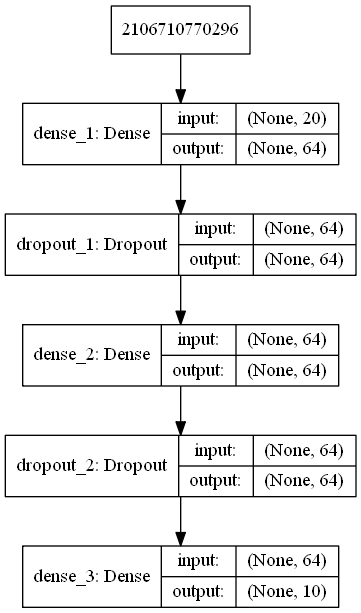 2106710770296
dense_1: Dense
input: (None, 20)
output: (None, 64)
dropout_1: Dropout
input: (None, 64)
output: (None, 64)
dense_2: Dense
input: (None, 64)
output: (None, 64)
dropout_2: Dropout
input: (None, 64)
output: (None, 64)
dense_3: Dense
input: (None, 64)
output: (None, 10)